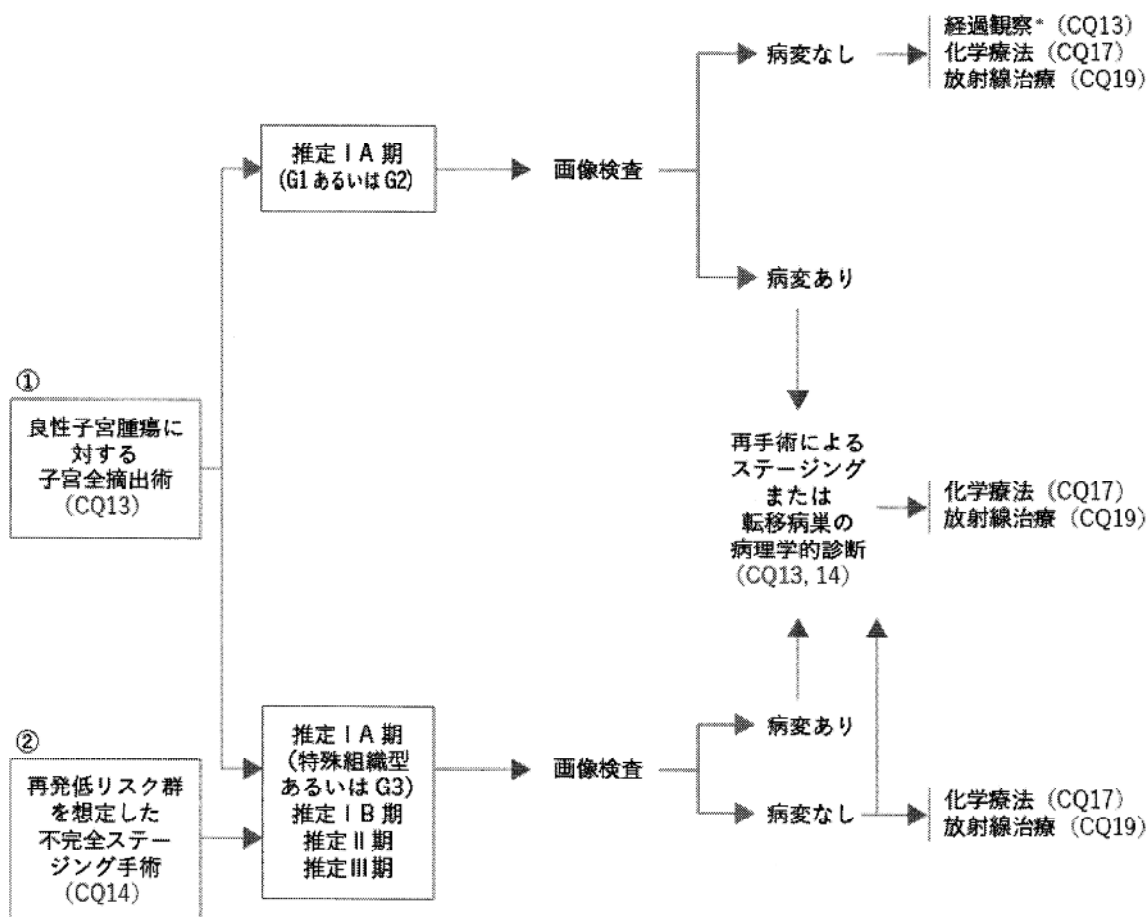 ①
良性子宮腫瘍に
対する
子宮全摘出術
(CQ13)
②
再発低リスク群
を想定した
不完全ステー
ジング手術
(CQ14)
推定ⅠA期
(G1あるいはG2)
画像検査
病変なし
経過観察* (CQ13)
化学療法 (CQ17)
放射線治療 (CQ19)
病変あり
再手術による
ステージング
または
転移病巣の
病理学的診断
(CQ13, 14)
化学療法 (CQ17)
放射線治療 (CQ19)
推定ⅠA期
(特殊組織型
あるいはG3)
推定ⅠB期
推定Ⅱ期
推定Ⅲ期
画像検査
病変あり
病変なし
化学療法 (CQ17)
放射線治療 (CQ19)